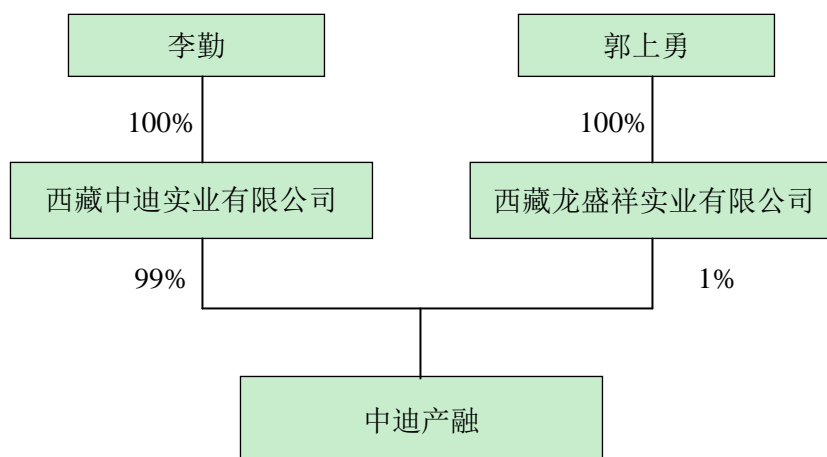 李勤
郭上勇
100%
100%
西藏中迪实业有限公司
西藏龙盛祥实业有限公司
99%
1%
中迪产融